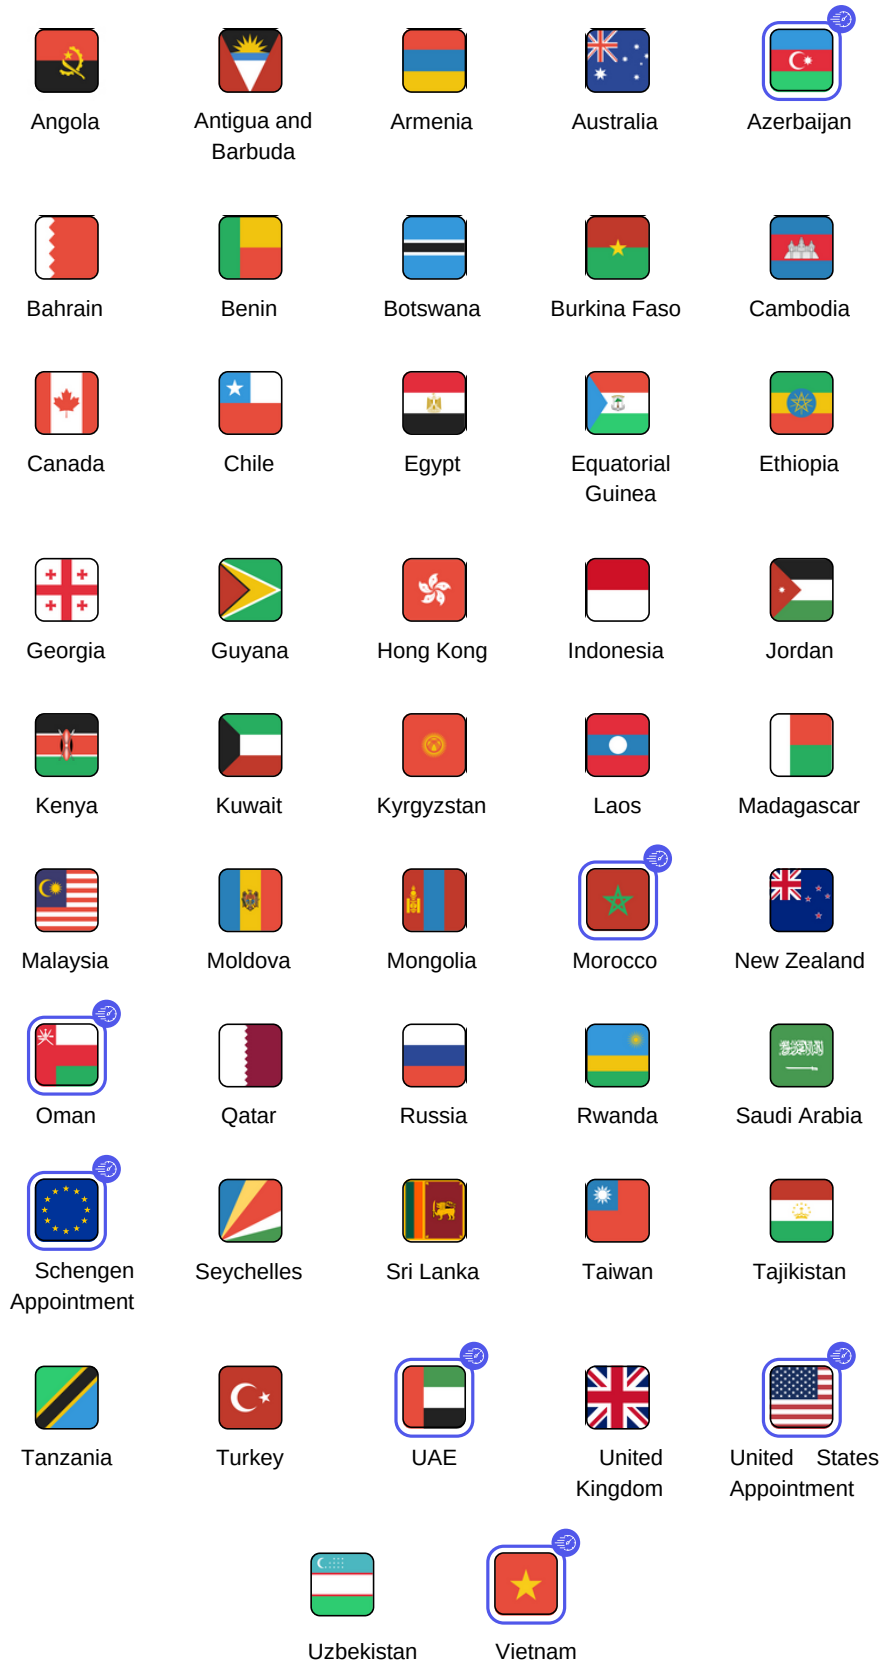 Angola
Antigua and
Barbuda
Armenia
Australia
Azerbaijan
Bahrain
Benin
Botswana
Burkina Faso
Cambodia
Canada
Chile
Egypt
Equatorial
Guinea
Ethiopia
Georgia
Guyana
Hong Kong
Indonesia
Jordan
Kenya
Kuwait
Kyrgyzstan
Laos
Madagascar
Malaysia
Moldova
Mongolia
Morocco
New Zealand
Oman
Qatar
Russia
Rwanda
Saudi Arabia
Schengen
Appointment
Seychelles
Sri Lanka
Taiwan
Tajikistan
Tanzania
Turkey
UAE
United
Kingdom
United States
Appointment
Uzbekistan
Vietnam